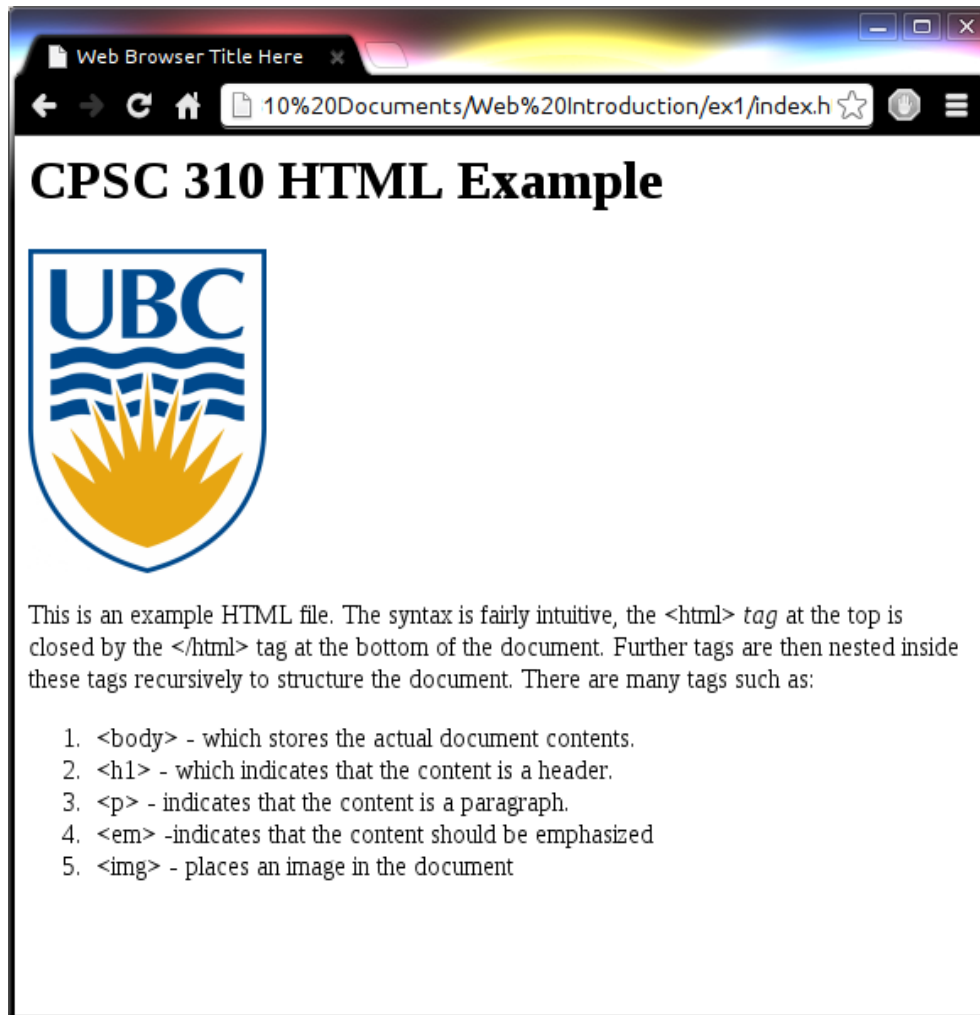 Web Browser Title Here
10%20Documents/Web%20Introduction/ex1/index.h
CPSC 310 HTML Example
UBC
This is an example HTML file. The syntax is fairly intuitive, the <html> tag at the top is
closed by the </html> tag at the bottom of the document. Further tags are then nested inside
these tags recursively to structure the document. There are many tags such as:
1. <body> - which stores the actual document contents.
2. <h1> - which indicates that the content is a header.
3. <p> - indicates that the content is a paragraph.
4. <em> -indicates that the content should be emphasized
5. <img> - places an image in the document